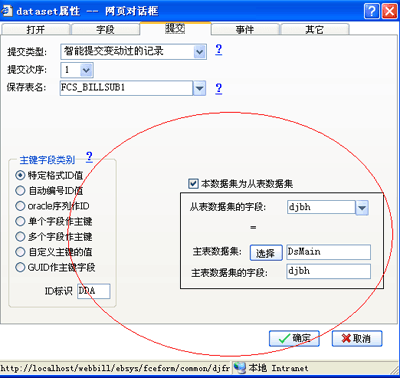 dataset属性 -- 网页对话框
打开 字段 提交 事件 其它
提交类型: 智能提交变动过的记录 ?
提交次序: 1
保存表名: FCS_BILLSUB1 ?
主键字段类别 ?
特定格式ID值
自动编号ID值
oracle序列作ID
单个字段作主键
多个字段作主键
自定义主键的值
GUID作主键字段
ID标识 DDA
本数据集为从表数据集
从表数据集的字段: djbh
=
主表数据集: 选择 DsMain
主表数据集的字段: djbh
确定 取消
http://localhost/webbill/ebsys/fceform/common/djfr 本地 Intranet